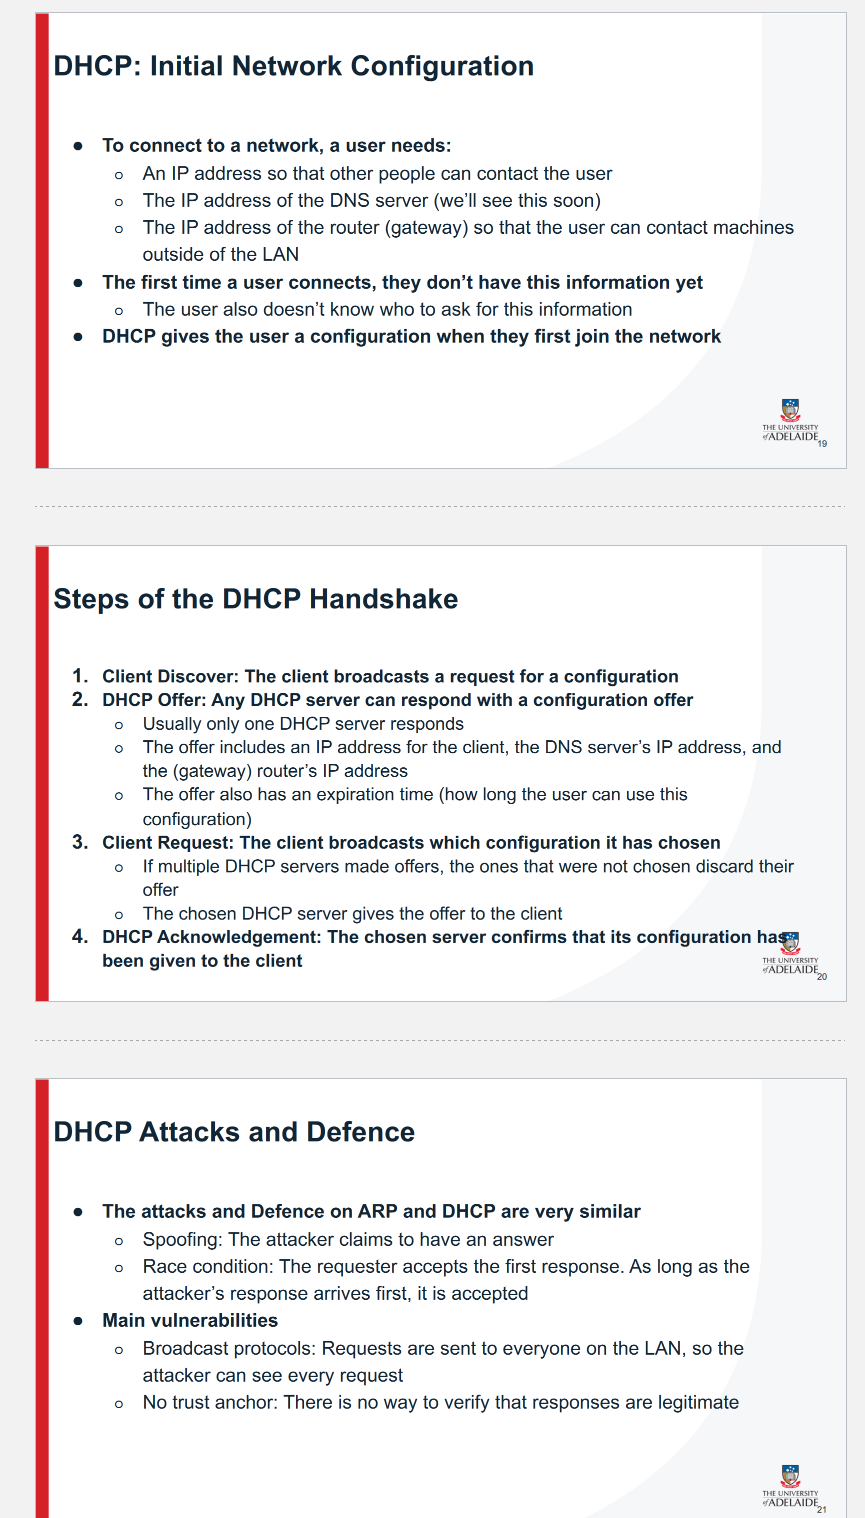 DHCP: Initial Network Configuration
● To connect to a network, a user needs:
○ An IP address so that other people can contact the user
○ The IP address of the DNS server (we’ll see this soon)
○ The IP address of the router (gateway) so that the user can contact machines
outside of the LAN
● The first time a user connects, they don’t have this information yet
○ The user also doesn’t know who to ask for this information
● DHCP gives the user a configuration when they first join the network
THE UNIVERSITY
of ADELAIDE
19
Steps of the DHCP Handshake
1. Client Discover: The client broadcasts a request for a configuration
2. DHCP Offer: Any DHCP server can respond with a configuration offer
○ Usually only one DHCP server responds
○ The offer includes an IP address for the client, the DNS server’s IP address, and
the (gateway) router’s IP address
○ The offer also has an expiration time (how long the user can use this
configuration)
3. Client Request: The client broadcasts which configuration it has chosen
○ If multiple DHCP servers made offers, the ones that were not chosen discard their
offer
○ The chosen DHCP server gives the offer to the client
4. DHCP Acknowledgement: The chosen server confirms that its configuration has
been given to the client
THE UNIVERSITY
of ADELAIDE
20
DHCP Attacks and Defence
● The attacks and Defence on ARP and DHCP are very similar
○ Spoofing: The attacker claims to have an answer
○ Race condition: The requester accepts the first response. As long as the
attacker’s response arrives first, it is accepted
● Main vulnerabilities
○ Broadcast protocols: Requests are sent to everyone on the LAN, so the
attacker can see every request
○ No trust anchor: There is no way to verify that responses are legitimate
THE UNIVERSITY
of ADELAIDE
21